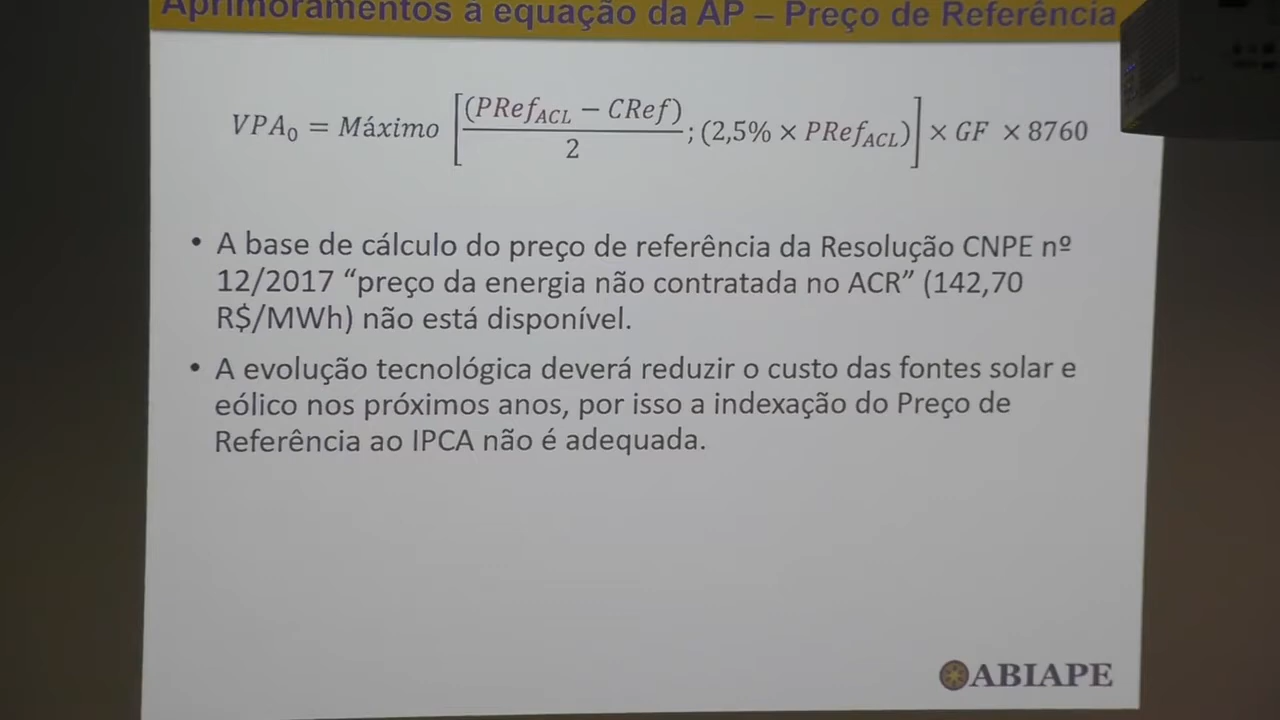 Aprimoramentos à equação da AP – Preço de Referência
VPA₀ = Máximo [(PRef_ACL − CRef) / 2 ; (2,5% × PRef_ACL)] × GF × 8760
• A base de cálculo do preço de referência da Resolução CNPE nº
12/2017 “preço da energia não contratada no ACR” (142,70
R$/MWh) não está disponível.
• A evolução tecnológica deverá reduzir o custo das fontes solar e
eólico nos próximos anos, por isso a indexação do Preço de
Referência ao IPCA não é adequada.
ABIAPE